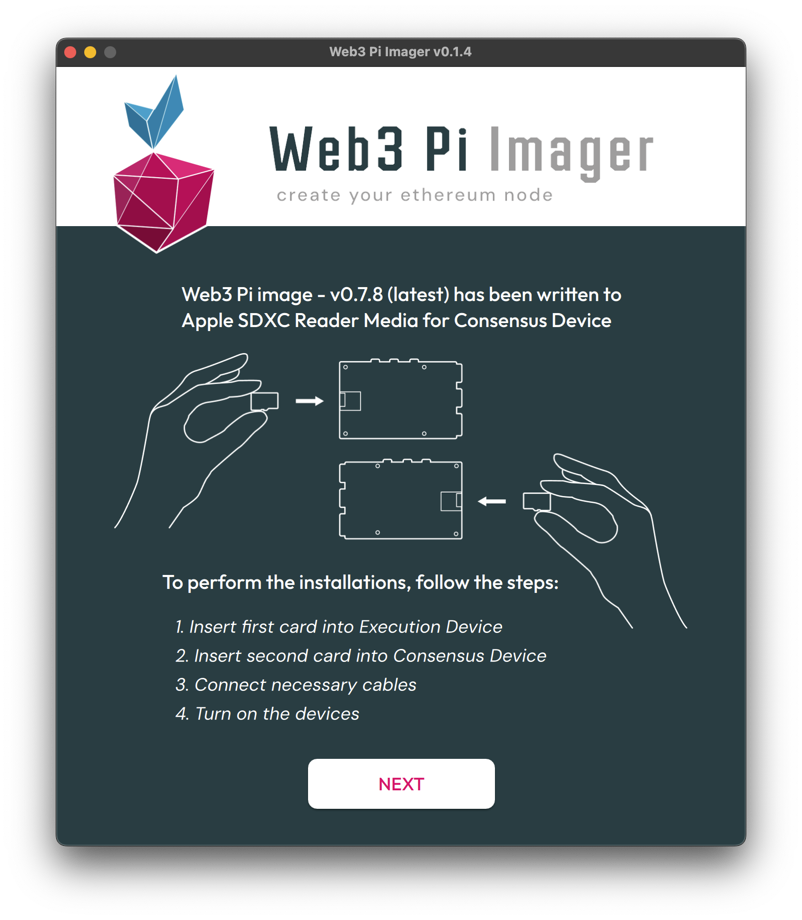 Web3 Pi Imager v0.1.4
Web3 Pi Imager
create your ethereum node
Web3 Pi image - v0.7.8 (latest) has been written to
Apple SDXC Reader Media for Consensus Device
To perform the installations, follow the steps:
1. Insert first card into Execution Device
2. Insert second card into Consensus Device
3. Connect necessary cables
4. Turn on the devices
NEXT